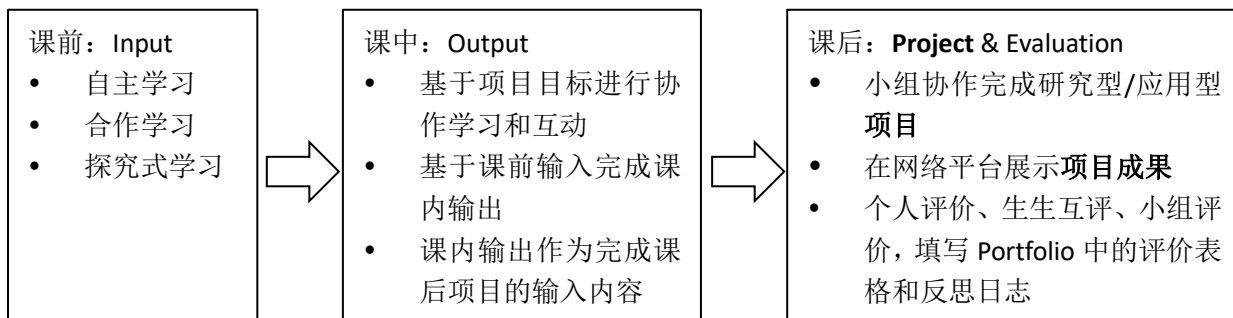 课前：Input
• 自主学习
• 合作学习
• 探究式学习
课中：Output
• 基于项目目标进行协
作学习和互动
• 基于课前输入完成课
内输出
• 课内输出作为完成课
后项目的输入内容
课后：Project & Evaluation
• 小组协作完成研究型/应用型
项目
• 在网络平台展示项目成果
• 个人评价、生生互评、小组评
价，填写 Portfolio 中的评价表
格和反思日志